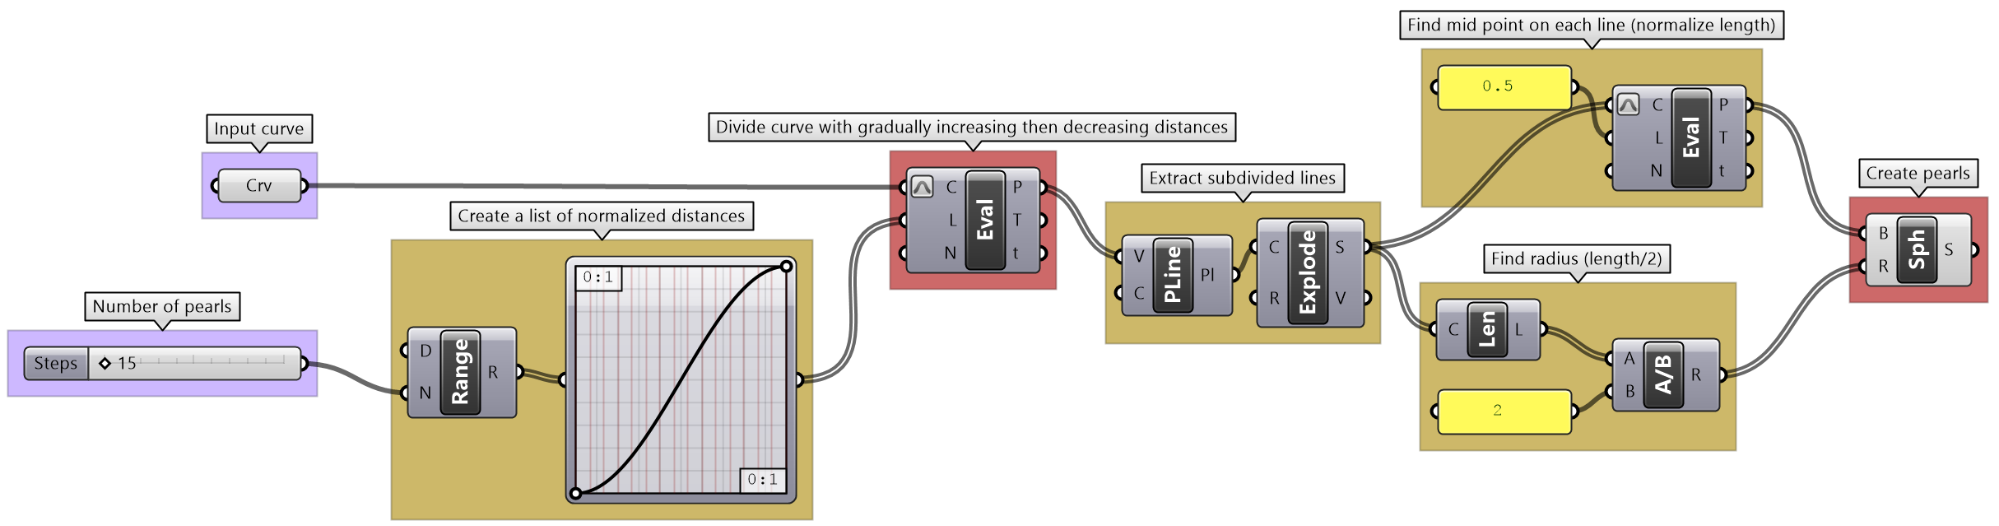 Input curve
Crv
Number of pearls
Steps
15
Create a list of normalized distances
D
N
Range
R
0:1
0:1
Divide curve with gradually increasing then decreasing distances
C
L
N
Eval
P
T
t
Extract subdivided lines
V
C
PLine
Pl
C
R
Explode
S
V
Find mid point on each line (normalize length)
0.5
C
L
N
Eval
P
T
t
Find radius (length/2)
C
Len
L
2
A
B
A/B
R
Create pearls
B
R
Sph
S